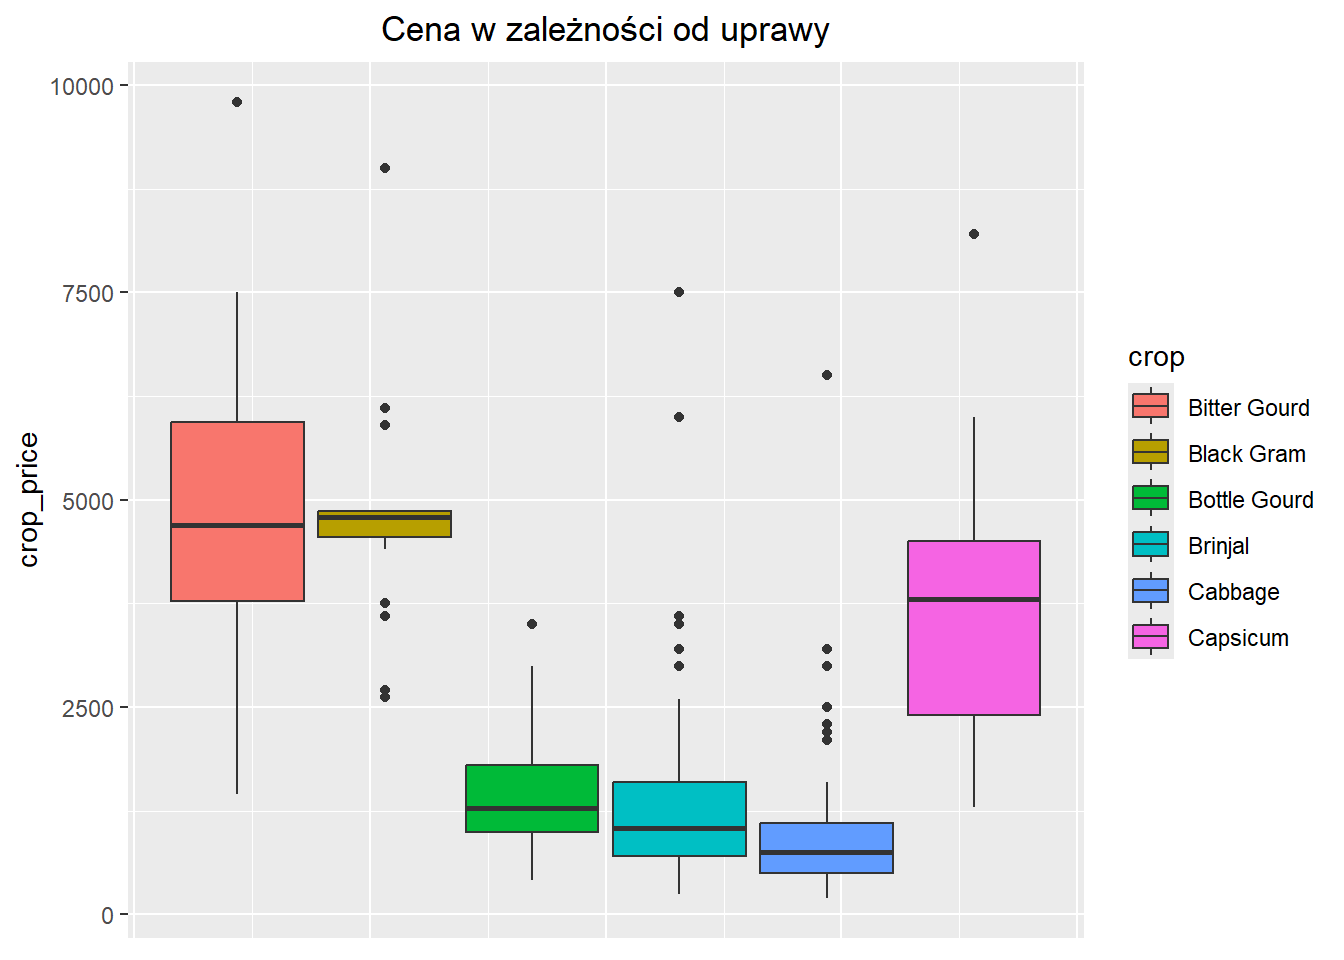 Cena w zależności od uprawy
crop_price
10000
7500
5000
2500
0
crop
Bitter Gourd
Black Gram
Bottle Gourd
Brinjal
Cabbage
Capsicum